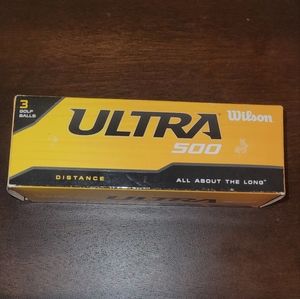 3
GOLF
BALLS
ULTRA
500
Wilson
DISTANCE
ALL ABOUT THE LONG